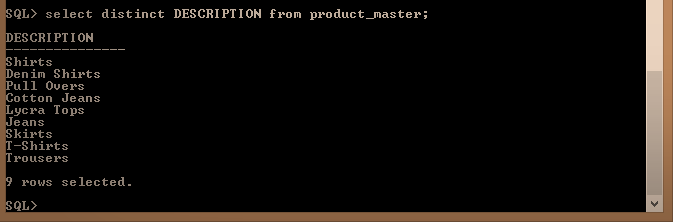 SQL> select distinct DESCRIPTION from product_master;
DESCRIPTION
---------------
Shirts
Denim Shirts
Pull Overs
Cotton Jeans
Lycra Tops
Jeans
Skirts
T-Shirts
Trousers
9 rows selected.
SQL>